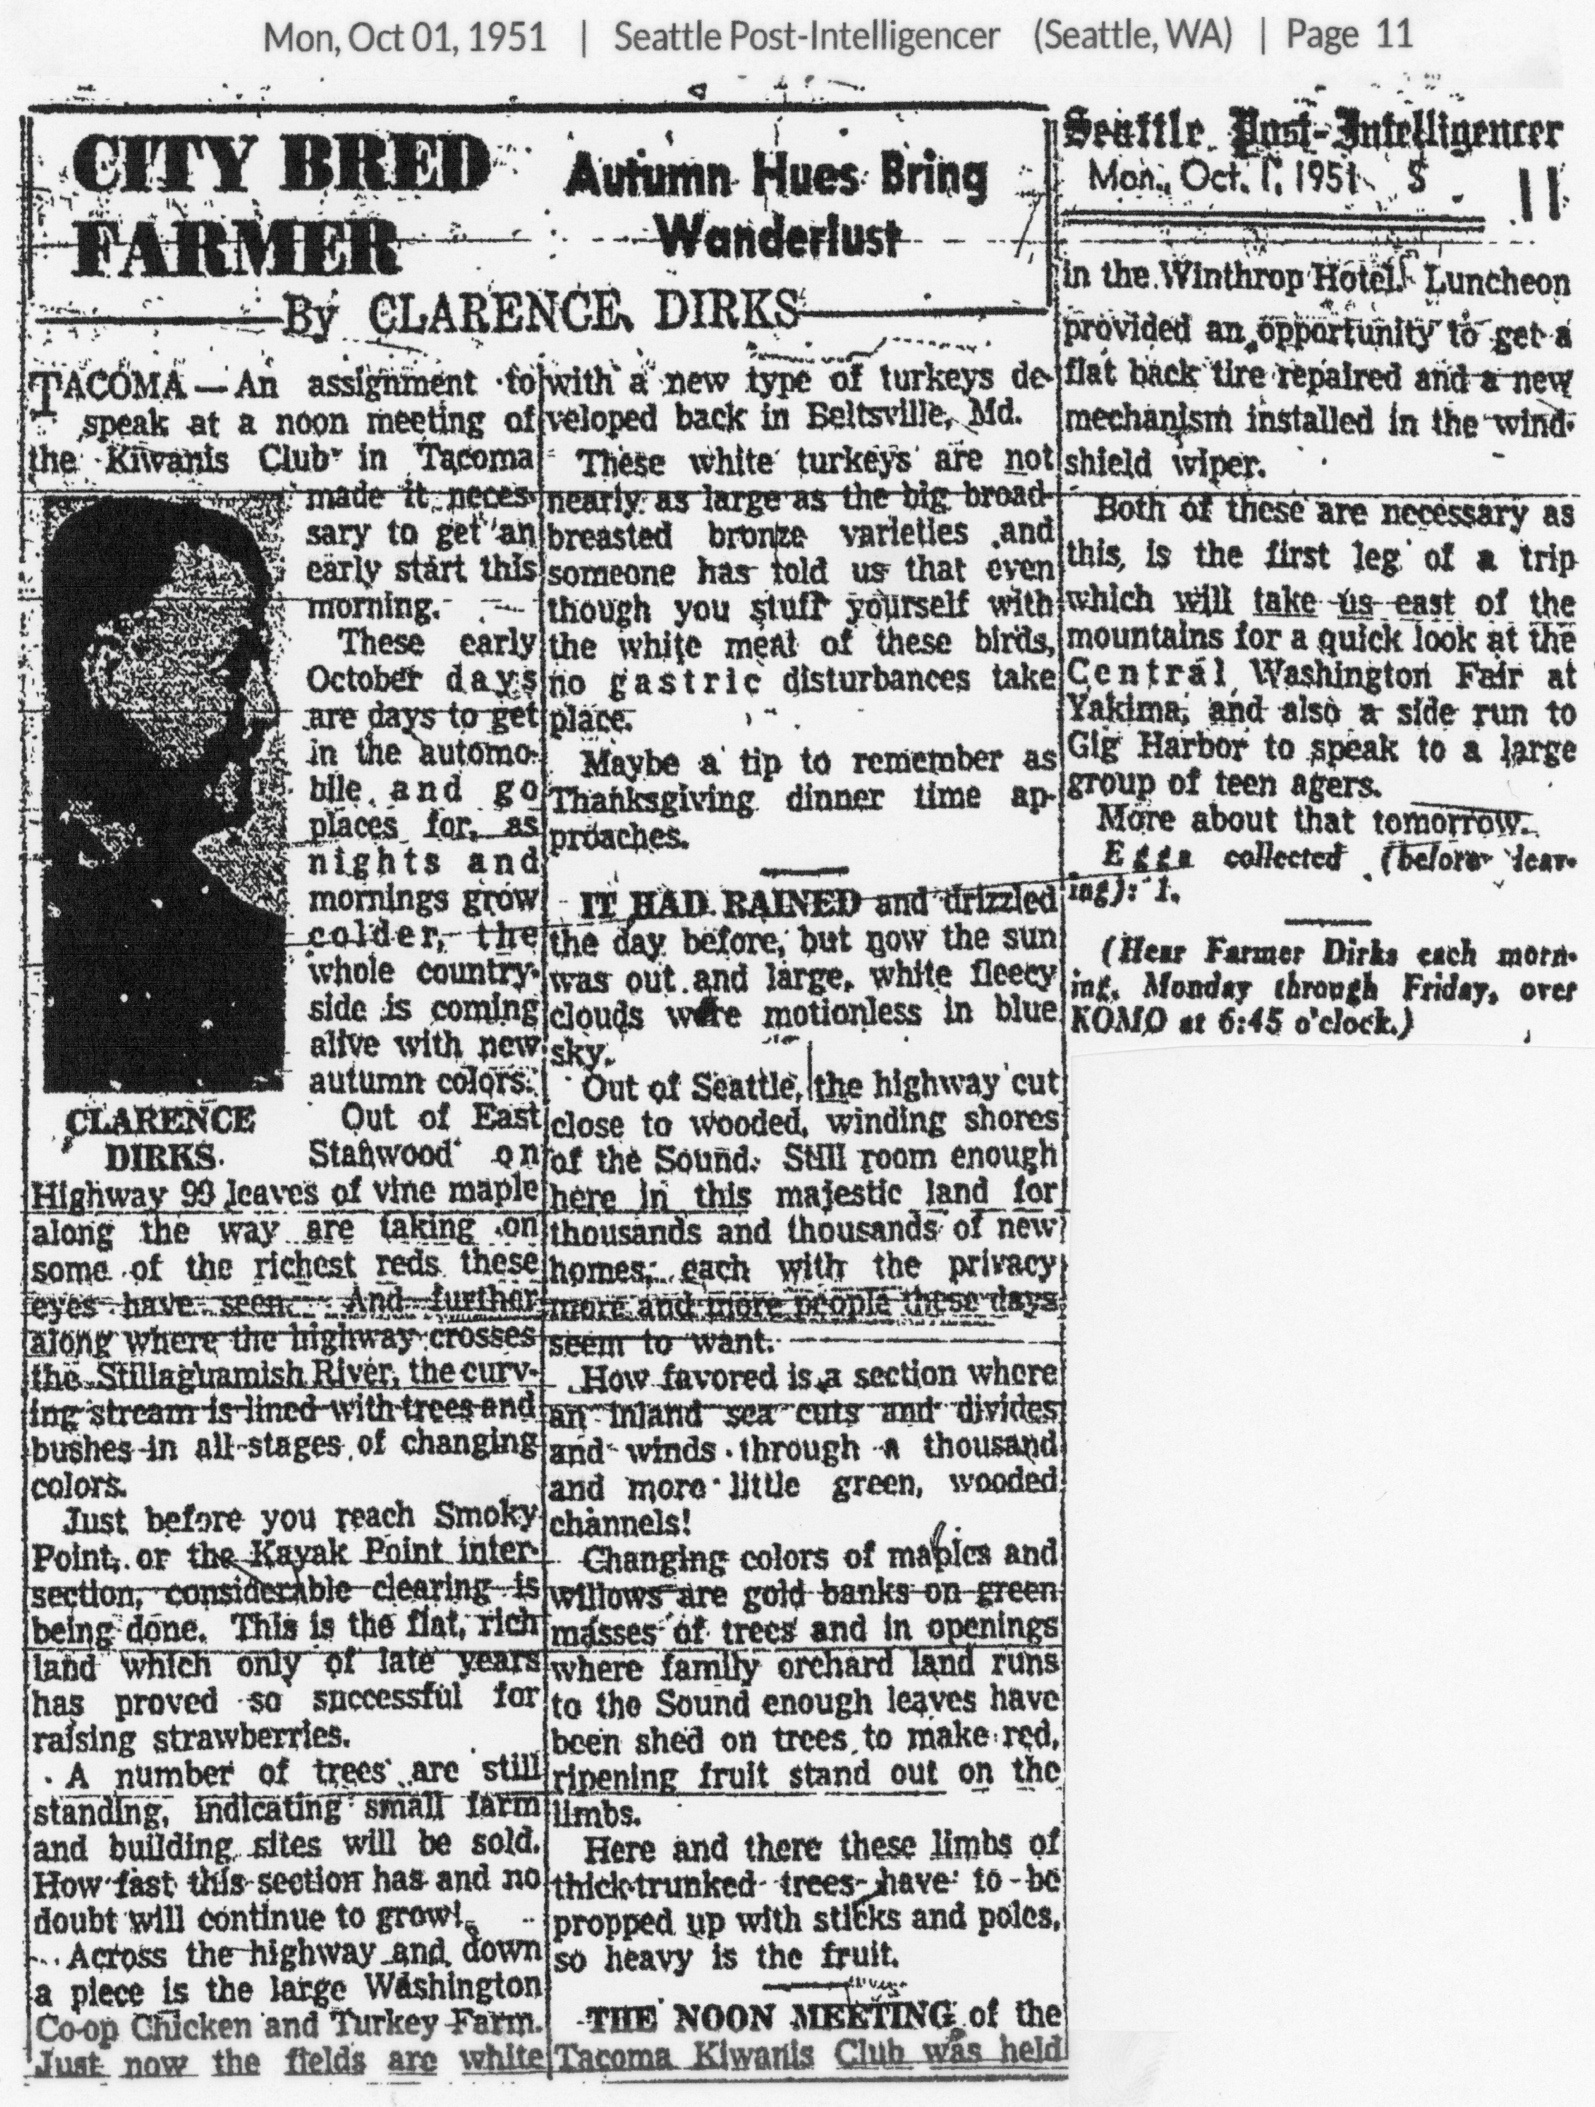 Mon, Oct 01, 1951 | Seattle Post-Intelligencer (Seattle, WA) | Page 11
CITY BRED
FARMER
Autumn Hues Bring
Wanderlust
By CLARENCE DIRKS
TACOMA—An assignment to
speak at a noon meeting of
the Kiwanis Club in Tacoma
made it neces-
sary to get an
early start this
morning.
These early
October days
are days to get
in the automo-
bile and go
places for, as
nights and
mornings grow
colder, the
whole country-
side is coming
alive with new
autumn colors.
CLARENCE
DIRKS.
Out of East
Stanwood on
Highway 99 leaves of vine maple
along the way are taking on
some of the richest reds these
eyes have seen. And further
along where the highway crosses
the Stillaguamish River, the curv-
ing stream is lined with trees and
bushes in all stages of changing
colors.
Just before you reach Smoky
Point, or the Kayak Point inter-
section, considerable clearing is
being done. This is the flat, rich
land which only of late years
has proved so successful for
raising strawberries.
A number of trees are still
standing, indicating small farm
and building sites will be sold.
How fast this section has and no
doubt will continue to grow!
Across the highway and down
a piece is the large Washington
Co-op Chicken and Turkey Farm.
Just now the fields are white
with a new type of turkeys de-
veloped back in Beltsville, Md.
These white turkeys are not
nearly as large as the big broad-
breasted bronze varieties and
someone has told us that even
though you stuff yourself with
the white meat of these birds,
no gastric disturbances take
place.
Maybe a tip to remember as
Thanksgiving dinner time ap-
proaches.
IT HAD RAINED and drizzled
the day before, but now the sun
was out and large, white fleecy
clouds were motionless in blue
sky.
Out of Seattle, the highway cut
close to wooded, winding shores
of the Sound. Still room enough
here in this majestic land for
thousands and thousands of new
homes, each with the privacy
more and more people these days
seem to want.
How favored is a section where
an inland sea cuts and divides
and winds through a thousand
and more little green, wooded
channels!
Changing colors of maples and
willows are gold banks on green
masses of trees and in openings
where family orchard land runs
to the Sound enough leaves have
been shed on trees to make red,
ripening fruit stand out on the
limbs.
Here and there these limbs of
thick-trunked trees have to be
propped up with sticks and poles,
so heavy is the fruit.
THE NOON MEETING of the
Tacoma Kiwanis Club was held
Seattle Post-Intelligencer
Mon., Oct. 1, 1951 S 11
in the Winthrop Hotel. Luncheon
provided an opportunity to get a
flat back tire repaired and a new
mechanism installed in the wind-
shield wiper.
Both of these are necessary as
this is the first leg of a trip
which will take us east of the
mountains for a quick look at the
Central Washington Fair at
Yakima, and also a side run to
Gig Harbor to speak to a large
group of teen agers.
More about that tomorrow.
Eggs collected (before leav-
ing): 1.
(Hear Farmer Dirks each morn-
ing, Monday through Friday, over
KOMO at 6:45 o'clock.)